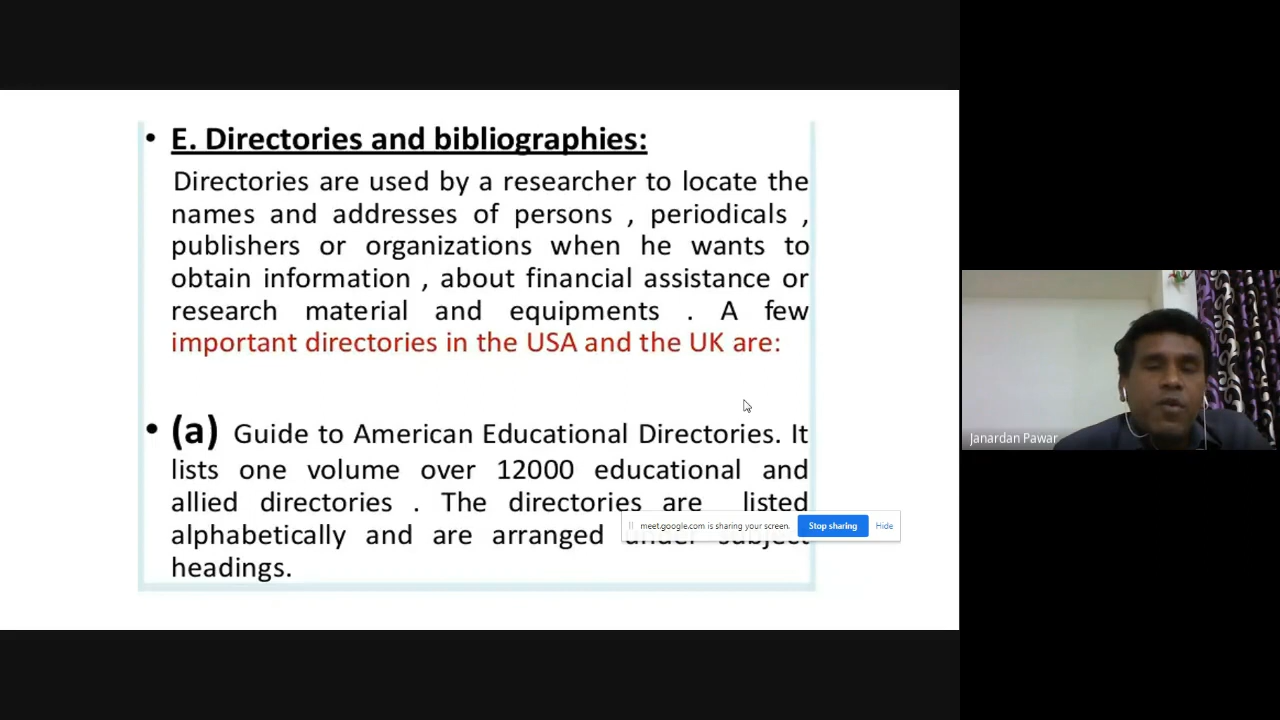 • E. Directories and bibliographies:
Directories are used by a researcher to locate the
names and addresses of persons , periodicals ,
publishers or organizations when he wants to
obtain information , about financial assistance or
research material and equipments . A few
important directories in the USA and the UK are:
• (a) Guide to American Educational Directories. It
lists one volume over 12000 educational and
allied directories . The directories are listed
alphabetically and are arranged under subject
headings.
meet.google.com is sharing your screen.
Stop sharing
Hide
Janardan Pawar